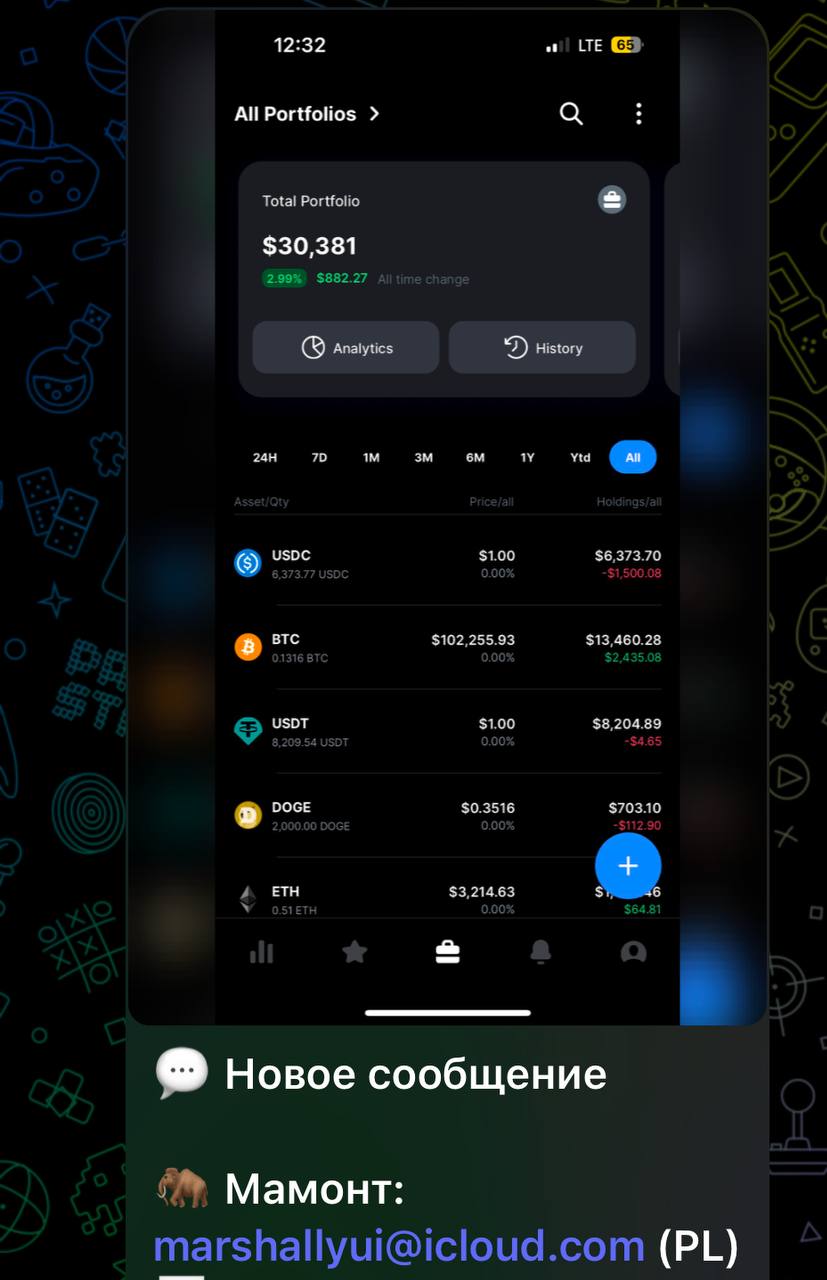 12:32 LTE 65
All Portfolios
Total Portfolio
$30,381
2.99% $882.27 All time change
Analytics History
24H 7D 1M 3M 6M 1Y Ytd All
Asset/Qty Price/all Holdings/all
USDC $1.00 $6,373.70
6,373.77 USDC 0.00% -$1,500.08
BTC $102,255.93 $13,460.28
0.1316 BTC 0.00% $2,435.08
USDT $1.00 $8,204.89
8,209.54 USDT 0.00% -$4.65
DOGE $0.3516 $703.10
2,000.00 DOGE 0.00% -$112.90
ETH $3,214.63
0.51 ETH 0.00% $64.81
💬 Новое сообщение
🦣 Мамонт:
marshallyui@icloud.com (PL)